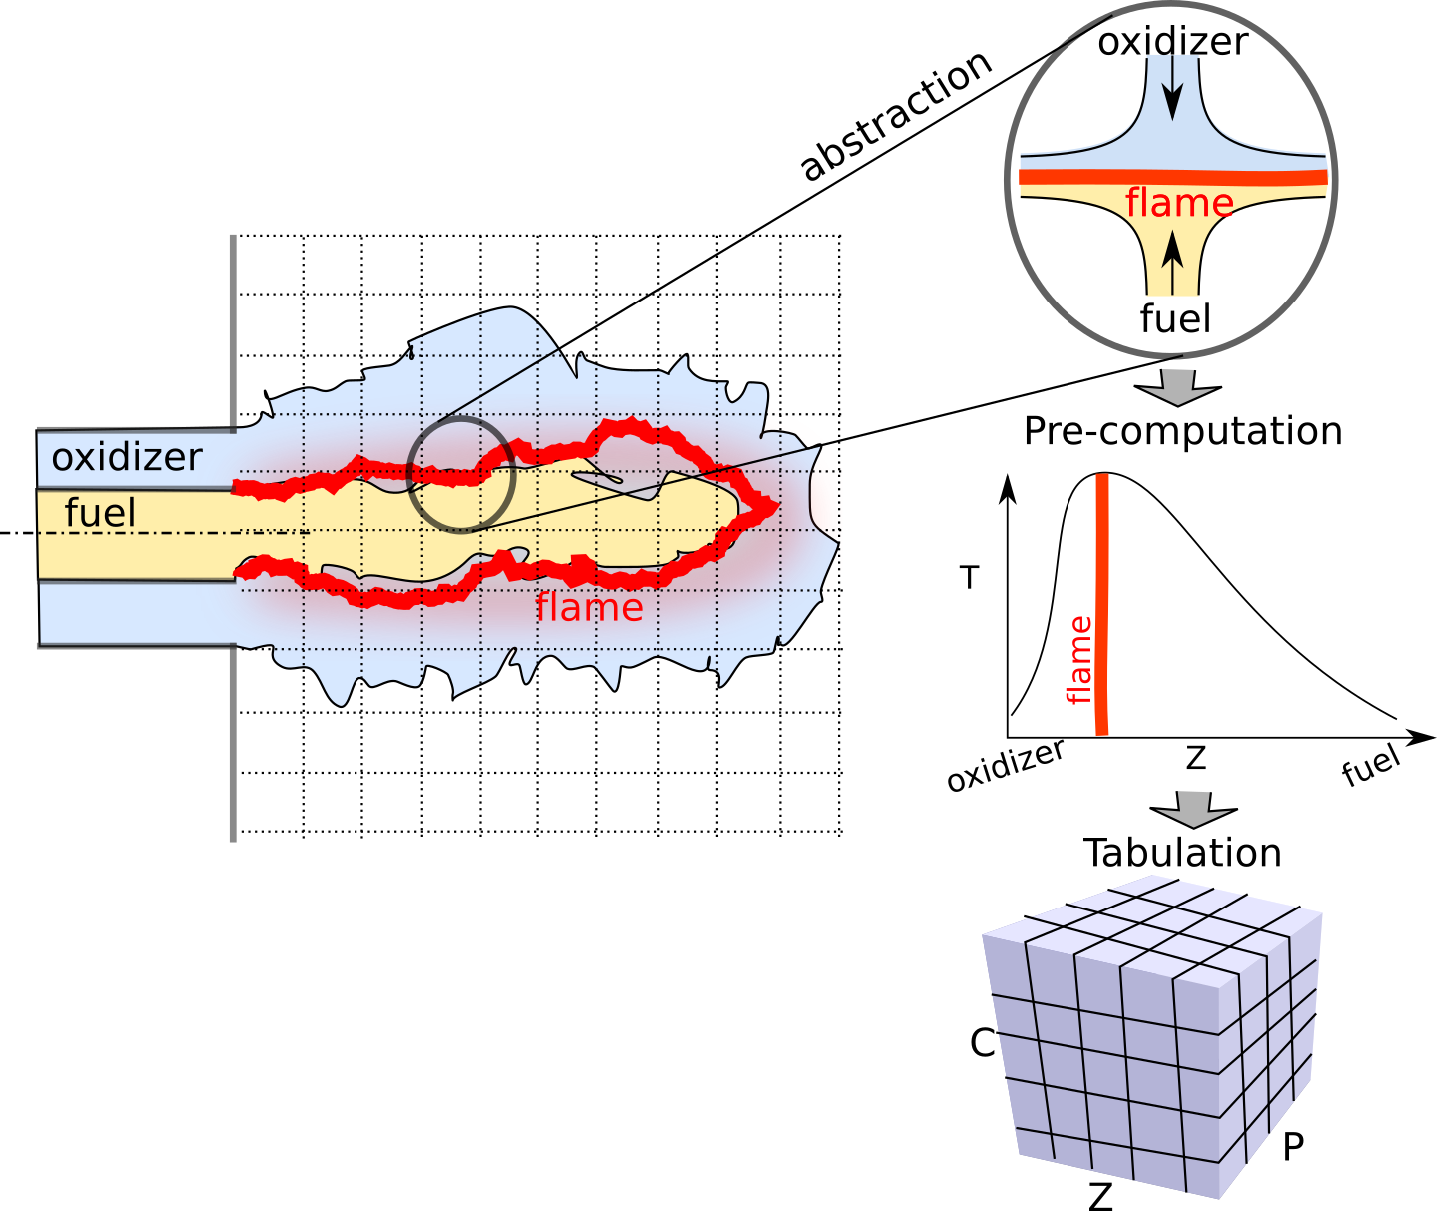 oxidizer
abstraction
flame
fuel
Pre-computation
oxidizer
fuel
flame
T
flame
oxidizer
Z
fuel
Tabulation
C
P
Z